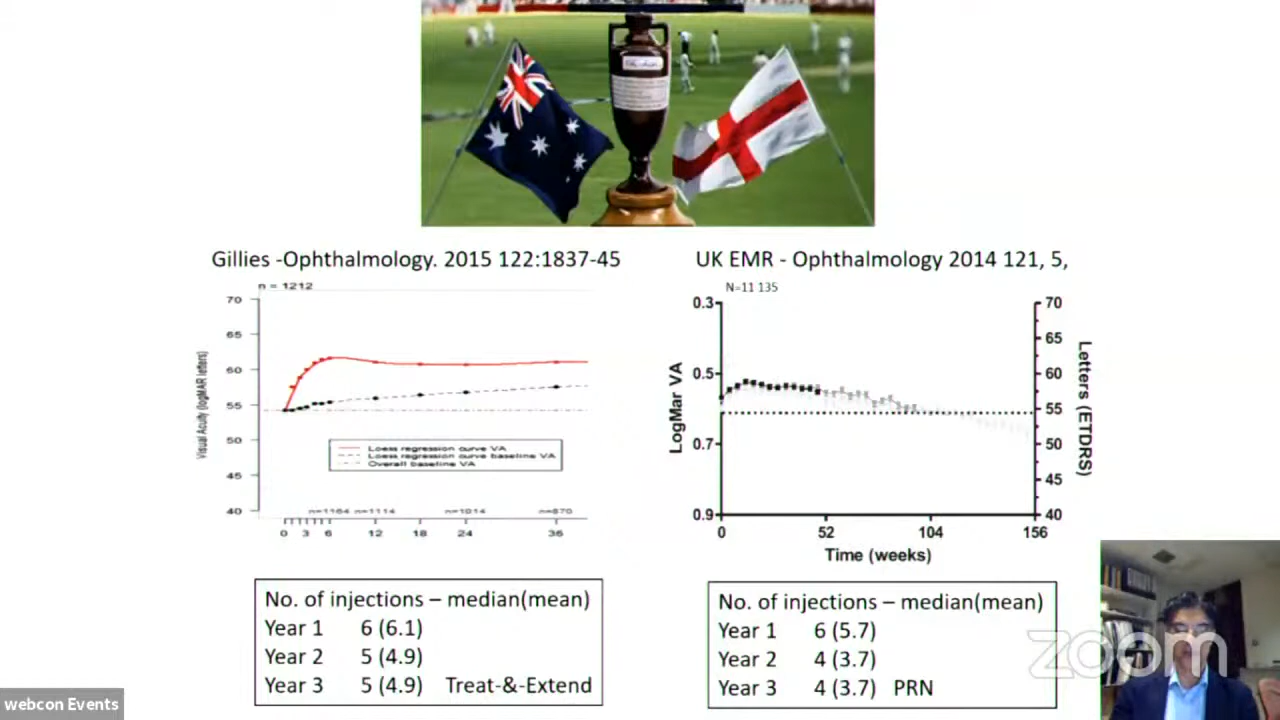 Gillies -Ophthalmology. 2015 122:1837-45
n = 1212
70
65
60
55
50
45
40
Visual Acuity (logMAR letters)
Loess regression curve VA
Loess regression curve baseline VA
Overall baseline VA
n=1164 n=1114 n=1014 n=870
0 3 6 12 18 24 36
No. of injections – median(mean)
Year 1 6 (6.1)
Year 2 5 (4.9)
Year 3 5 (4.9) Treat-&-Extend
UK EMR - Ophthalmology 2014 121, 5,
N=11 135
0.3
0.5
0.7
0.9
LogMar VA
70
65
60
55
50
45
40
Letters (ETDRS)
0 52 104 156
Time (weeks)
No. of injections – median(mean)
Year 1 6 (5.7)
Year 2 4 (3.7)
Year 3 4 (3.7) PRN
zoom
webcon Events